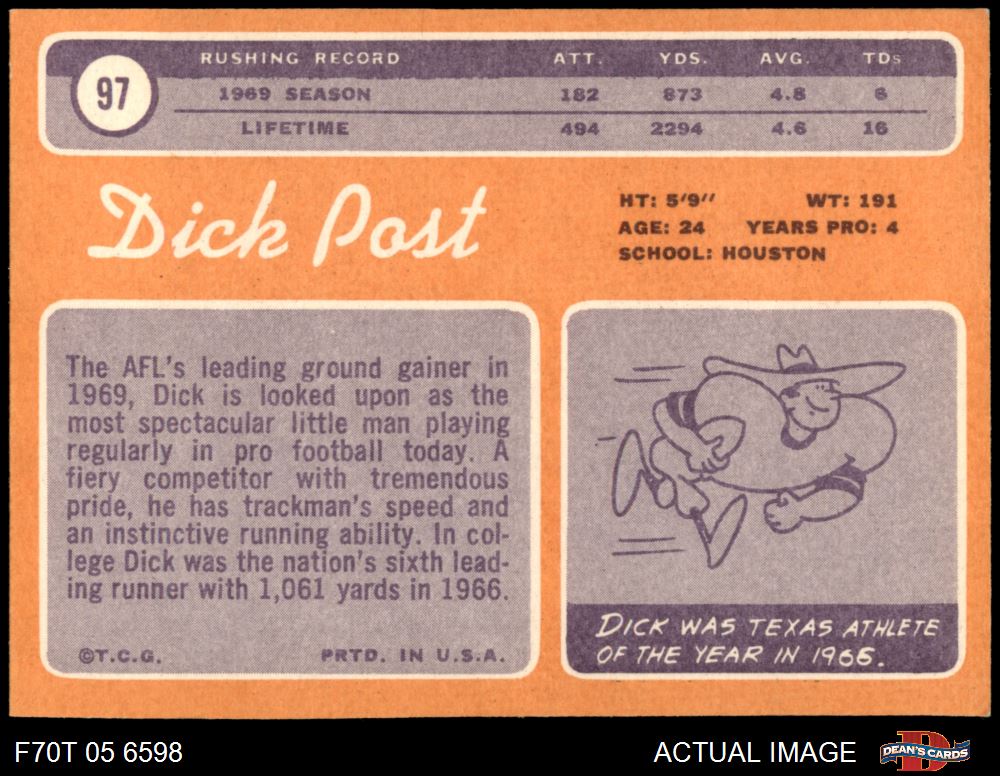 97
RUSHING RECORD ATT. YDS. AVG. TDs
1969 SEASON 182 873 4.8 6
LIFETIME 494 2294 4.6 16
Dick Post
HT: 5'9" WT: 191
AGE: 24 YEARS PRO: 4
SCHOOL: HOUSTON
The AFL's leading ground gainer in
1969, Dick is looked upon as the
most spectacular little man playing
regularly in pro football today. A
fiery competitor with tremendous
pride, he has trackman's speed and
an instinctive running ability. In col-
lege Dick was the nation's sixth lead-
ing runner with 1,061 yards in 1966.
©T.C.G. PRTD. IN U.S.A.
DICK WAS TEXAS ATHLETE
OF THE YEAR IN 1966.
F70T 05 6598
ACTUAL IMAGE
D
DEAN'S CARDS